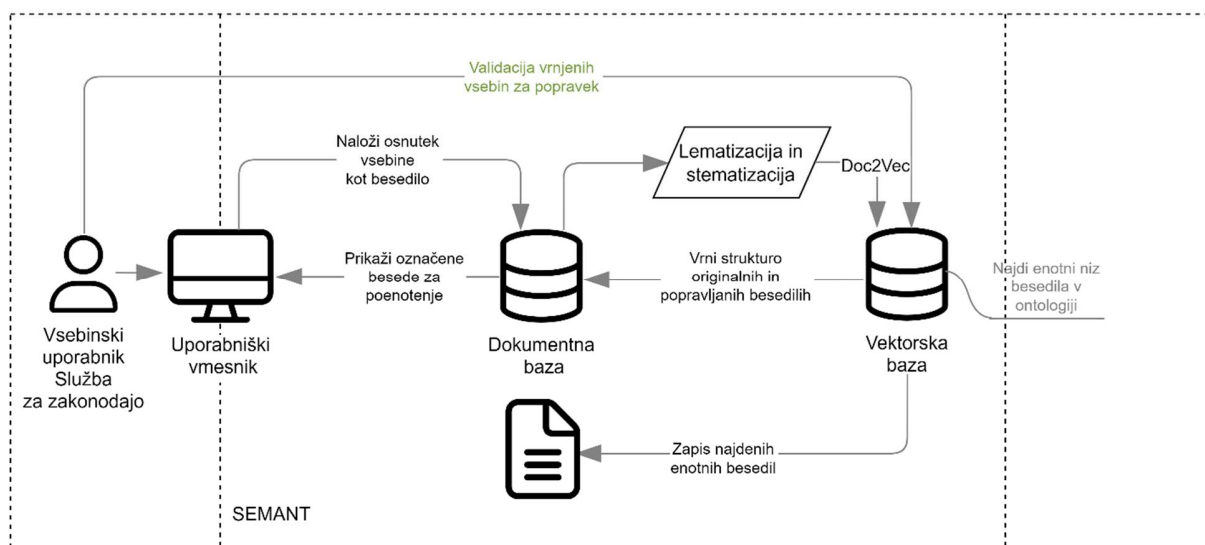 Validacija vrnjenih
vsebin za popravek
Naloži osnutek
vsebine
kot besedilo
Lematizacija in
stematizacija
Doc2Vec
Prikaži označene
besede za
poenotenje
Vrni strukturo
originalnih in
popravljanih besedilih
Najdi enotni niz
besedila v
ontologiji
Vsebinski
uporabnik
Služba
za zakonodajo
Uporabniški
vmesnik
Dokumentna
baza
Vektorska
baza
Zapis najdenih
enotnih besedil
SEMANT